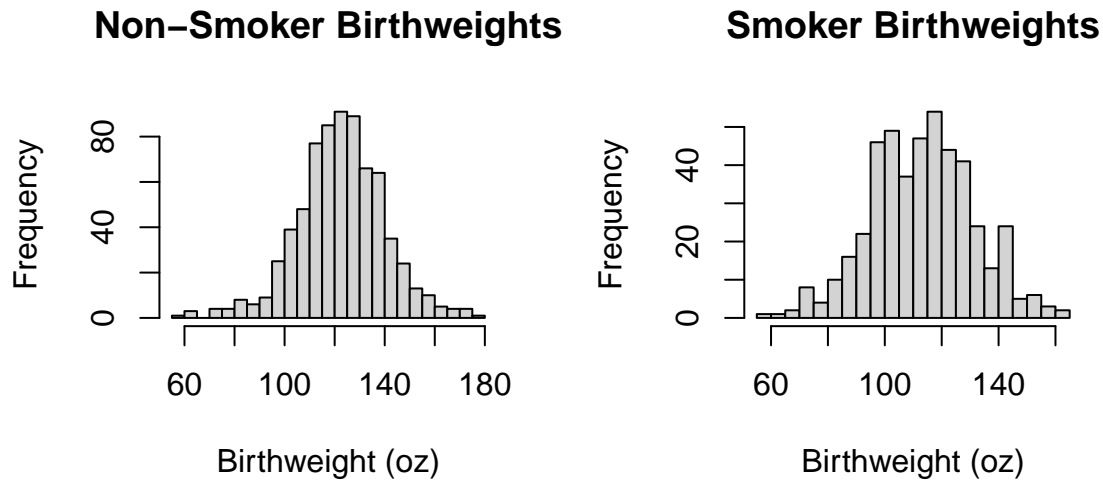 Non−Smoker Birthweights
Frequency
0
40
80
60
100
140
180
Birthweight (oz)
Smoker Birthweights
Frequency
0
20
40
60
100
140
Birthweight (oz)